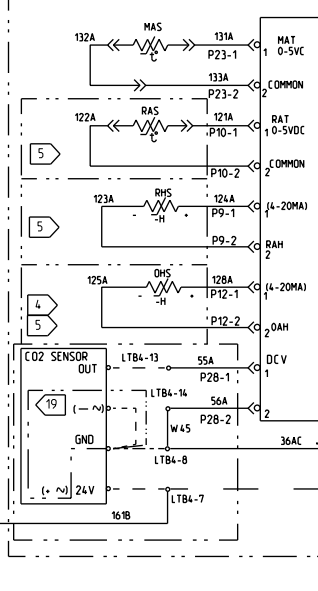 MAS
132A
131A
MAT
0-5VC
t°
1
P23-1
133A
COMMON
P23-2
2
RAS
122A
121A
RAT
0-5VDC
t°
1
P10-1
5
COMMON
P10-2
2
RHS
123A
124A
(4-20MA)
-H
P9-1
1
5
P9-2
RAH
2
OHS
125A
128A
(4-20MA)
-H
P12-1
1
4
5
P12-2
OAH
2
CO2 SENSOR
OUT
LTB4-13
55A
DCV
P28-1
1
LTB4-14
19
(- ~)
56A
P28-2
2
W45
GND
36AC
LTB4-8
(+ ~) 24V
LTB4-7
161B